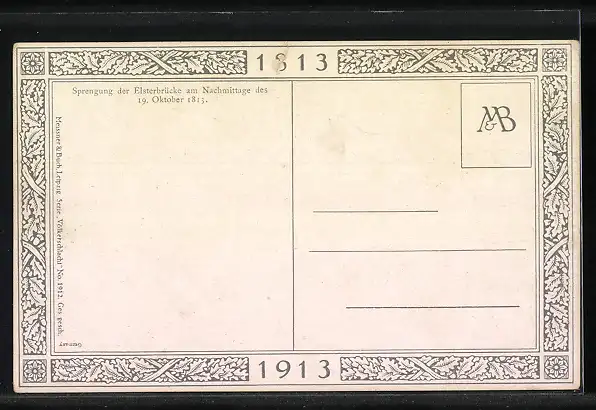 1813
Sprengung der Elsterbrücke am Nachmittage des
19. Oktober 1813.
M&B
Meissner & Buch, Leipzig Serie „Völkerschlacht“ No. 1912. Ges. gesch.
Germany
1913